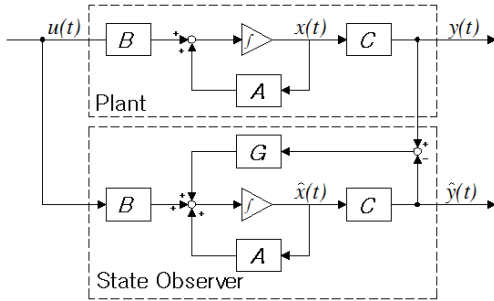 u(t) B + + ∫ x(t) C y(t)
A
Plant
+
G −
B + + + ∫ x̂(t) C ŷ(t)
A
State Observer